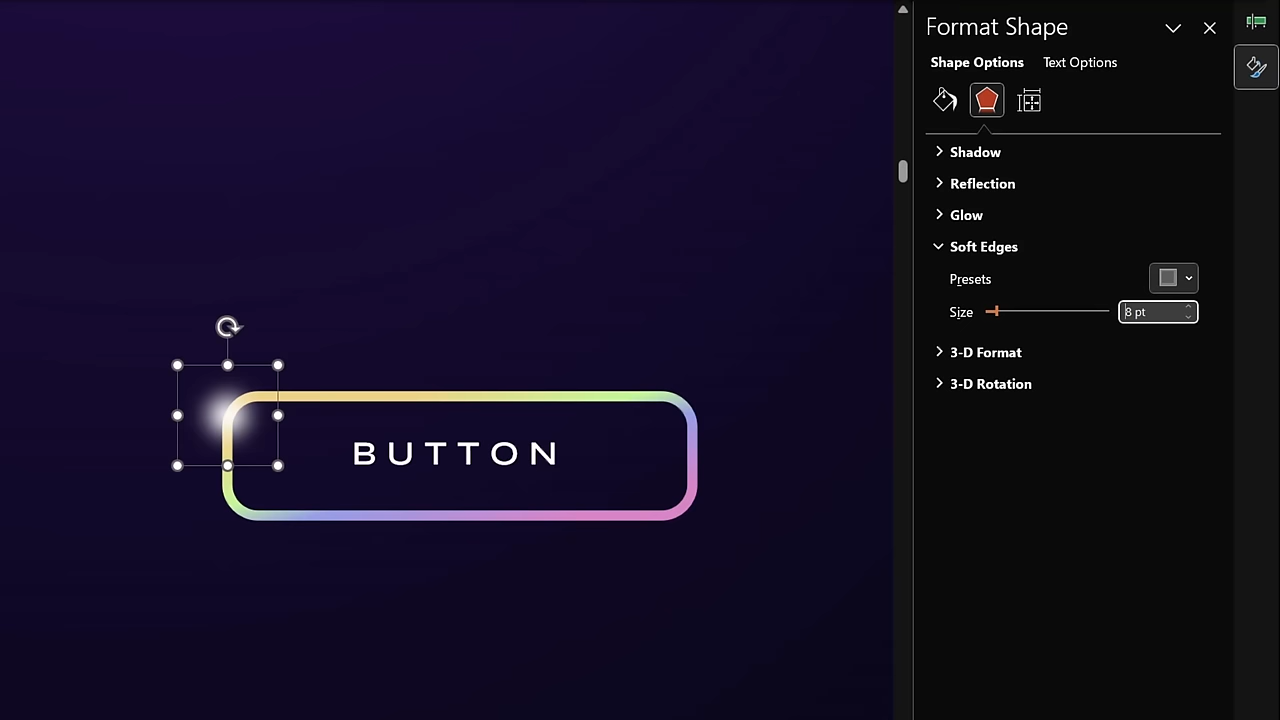 Format Shape
Shape Options Text Options
Shadow
Reflection
Glow
Soft Edges
Presets
Size 8 pt
3-D Format
3-D Rotation
BUTTON